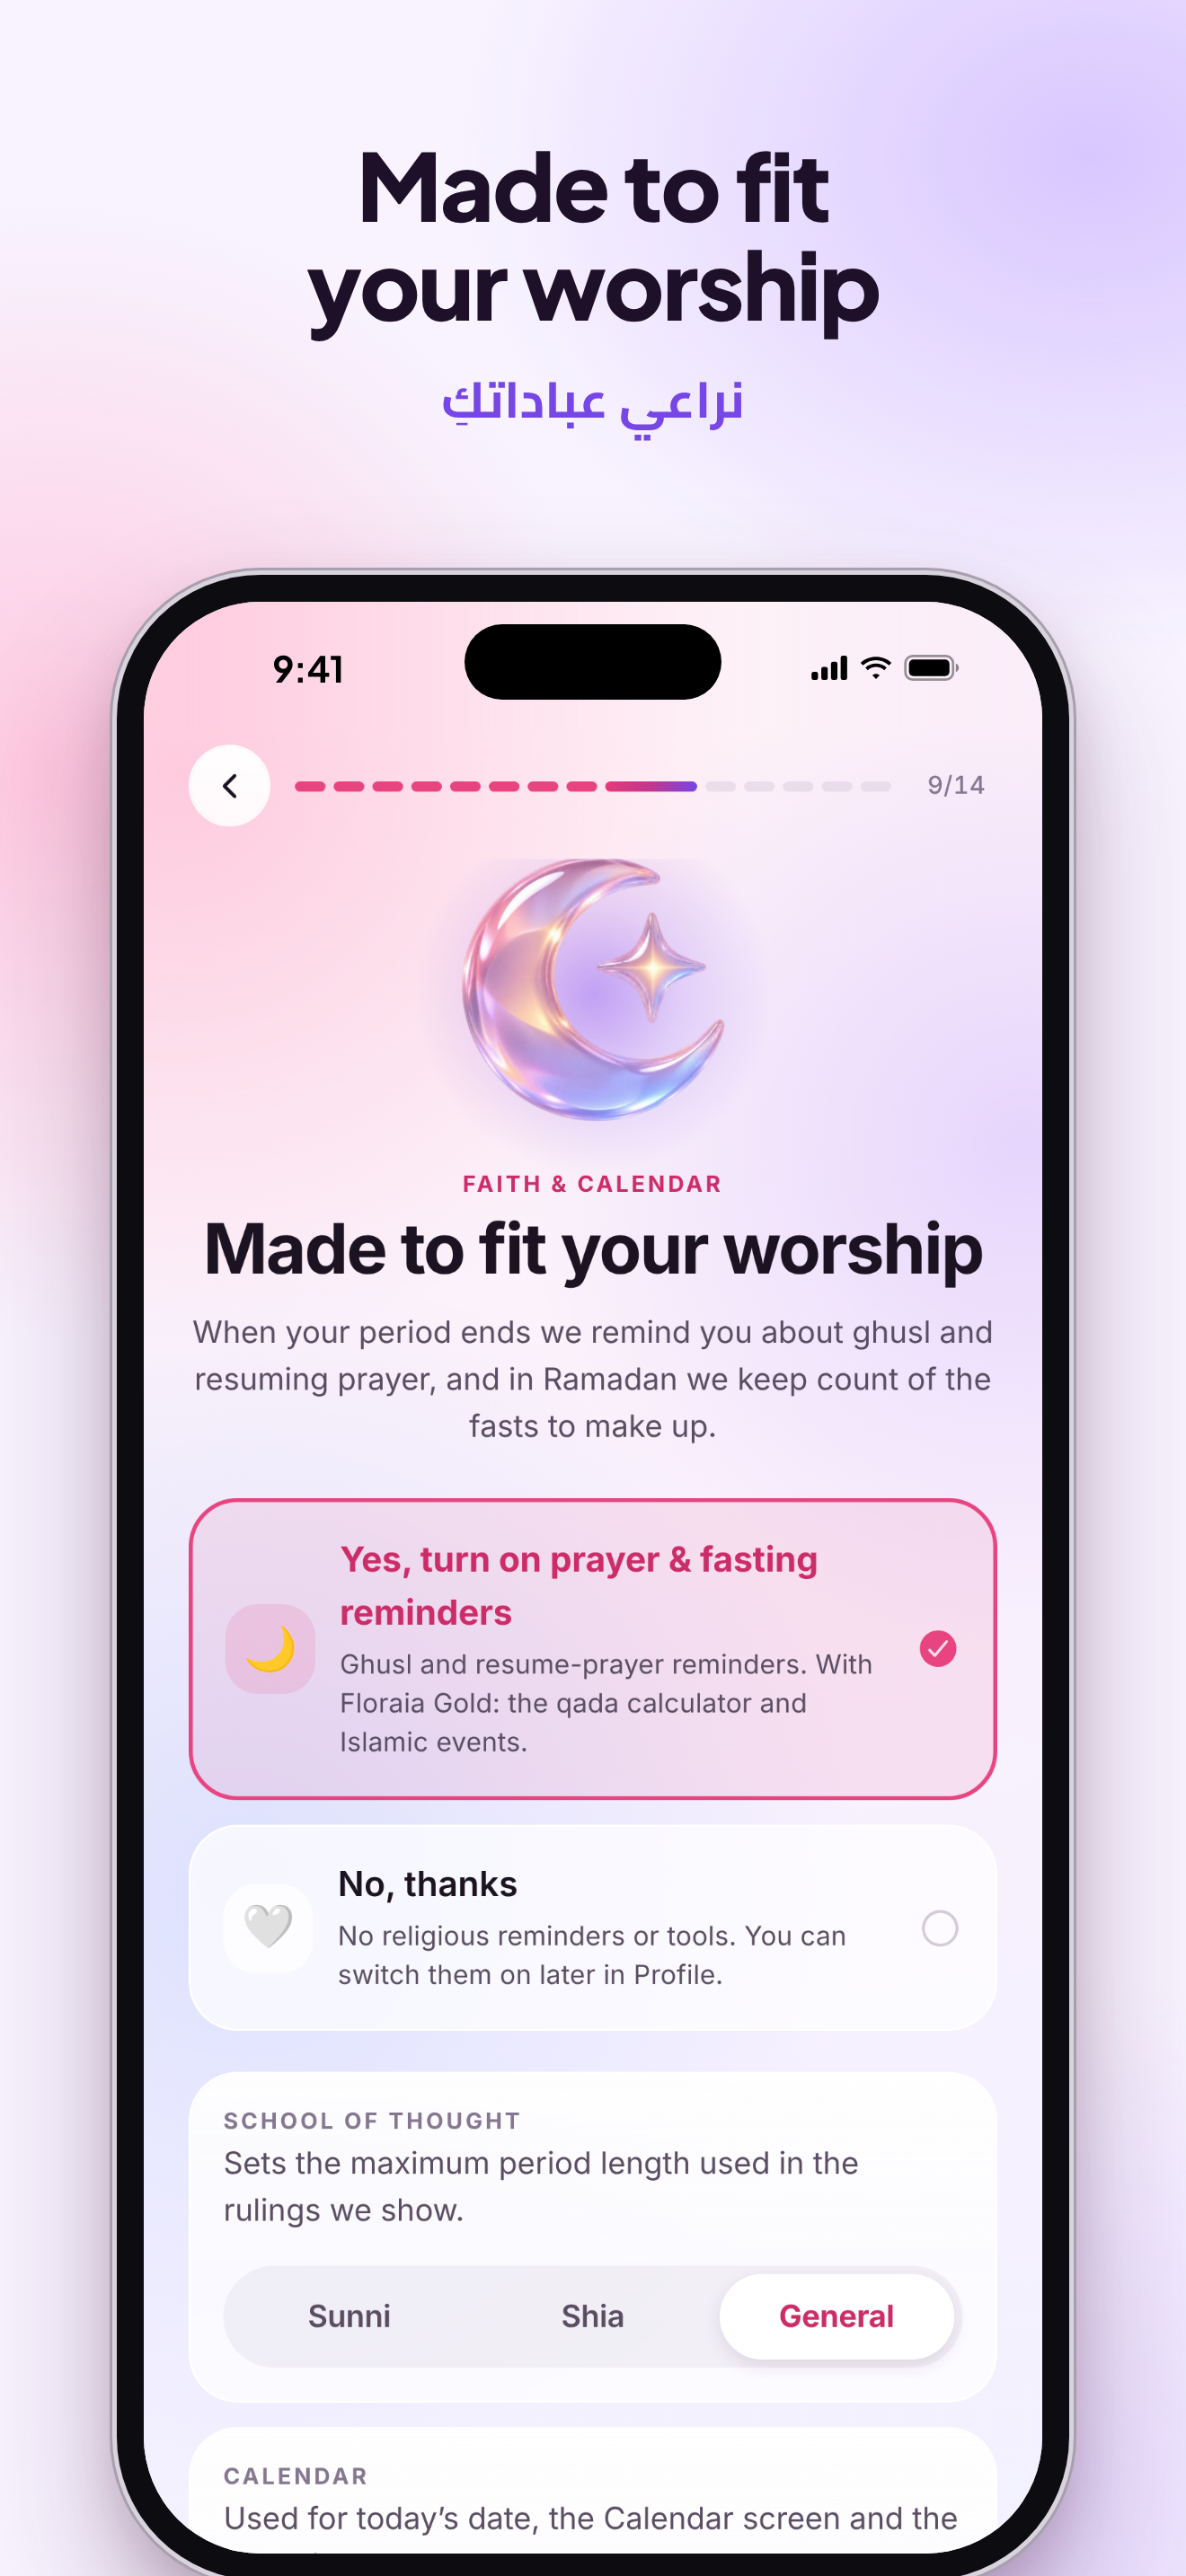 Made to fit
your worship
نراعي عباداتكِ
9:41
9/14
FAITH & CALENDAR
Made to fit your worship
When your period ends we remind you about ghusl and
resuming prayer, and in Ramadan we keep count of the
fasts to make up.
Yes, turn on prayer & fasting
reminders
Ghusl and resume-prayer reminders. With
Floraia Gold: the qada calculator and
Islamic events.
No, thanks
No religious reminders or tools. You can
switch them on later in Profile.
SCHOOL OF THOUGHT
Sets the maximum period length used in the
rulings we show.
Sunni
Shia
General
CALENDAR
Used for today’s date, the Calendar screen and the